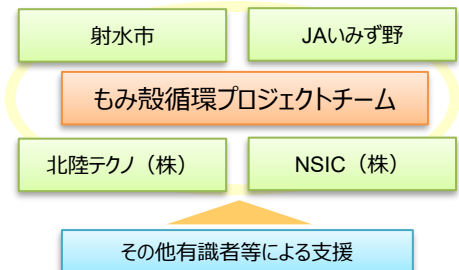 射水市
JAいみず野
もみ殻循環プロジェクトチーム
北陸テクノ（株）
NSIC（株）
その他有識者等による支援